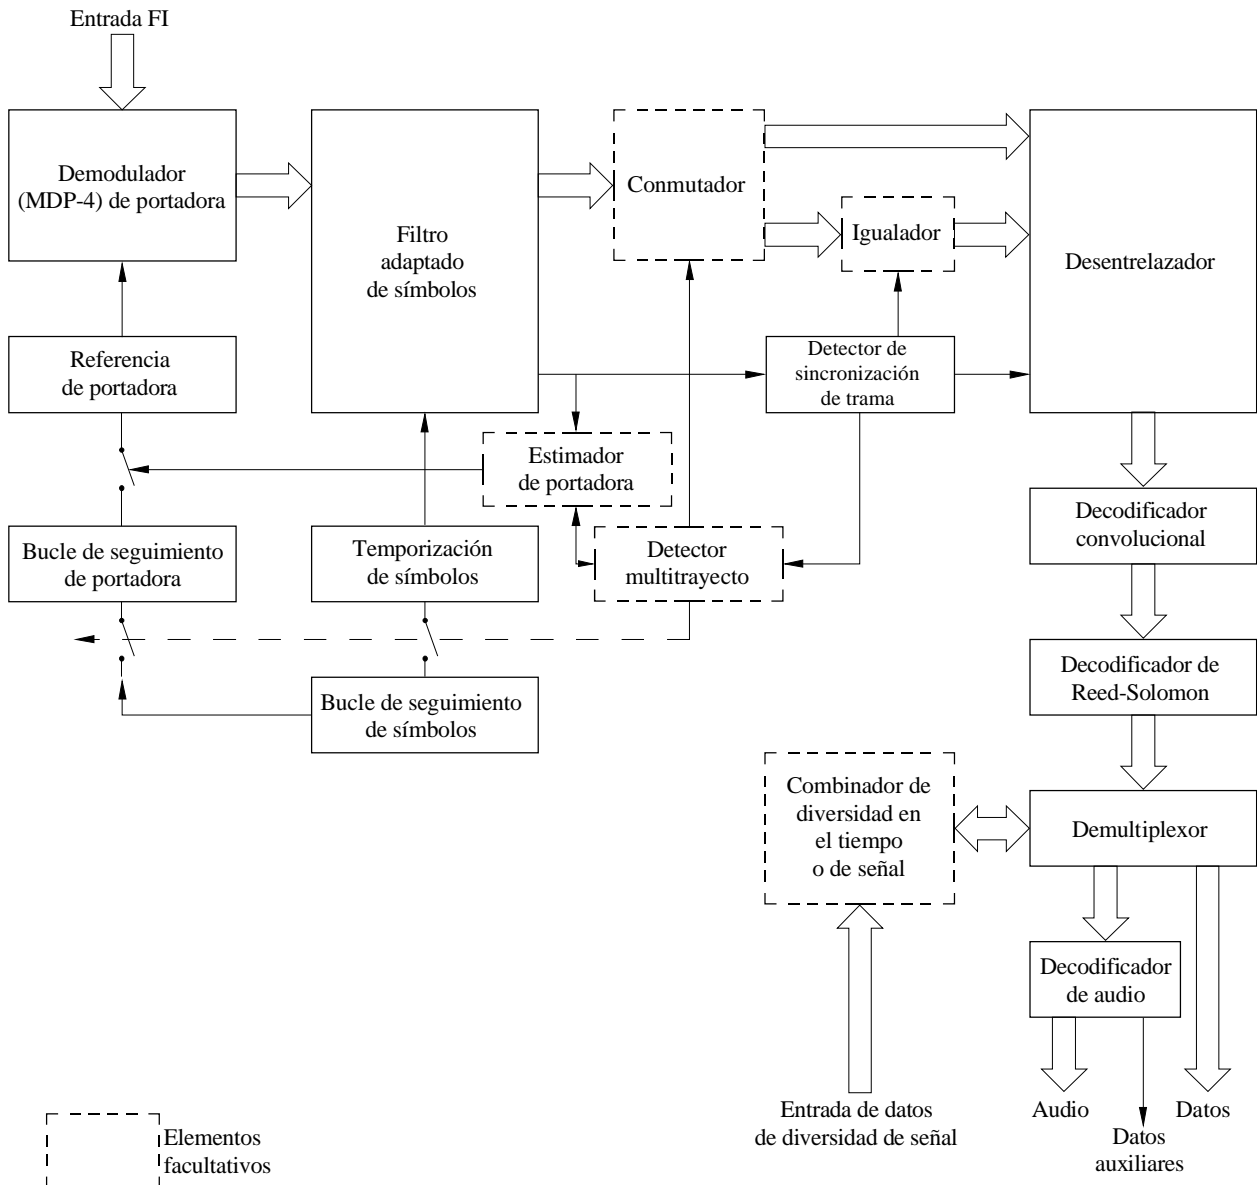 Entrada FI
Demodulador
(MDP-4) de portadora
Filtro
adaptado
de símbolos
Conmutador
Igualador
Desentrelazador
Referencia
de portadora
Detector de
sincronización
de trama
Estimador
de portadora
Bucle de seguimiento
de portadora
Temporización
de símbolos
Detector
multitrayecto
Decodificador
convolucional
Bucle de seguimiento
de símbolos
Decodificador de
Reed-Solomon
Combinador de
diversidad en
el tiempo
o de señal
Demultiplexor
Decodificador
de audio
Entrada de datos
de diversidad de señal
Audio
Datos
auxiliares
Datos
Elementos
facultativos